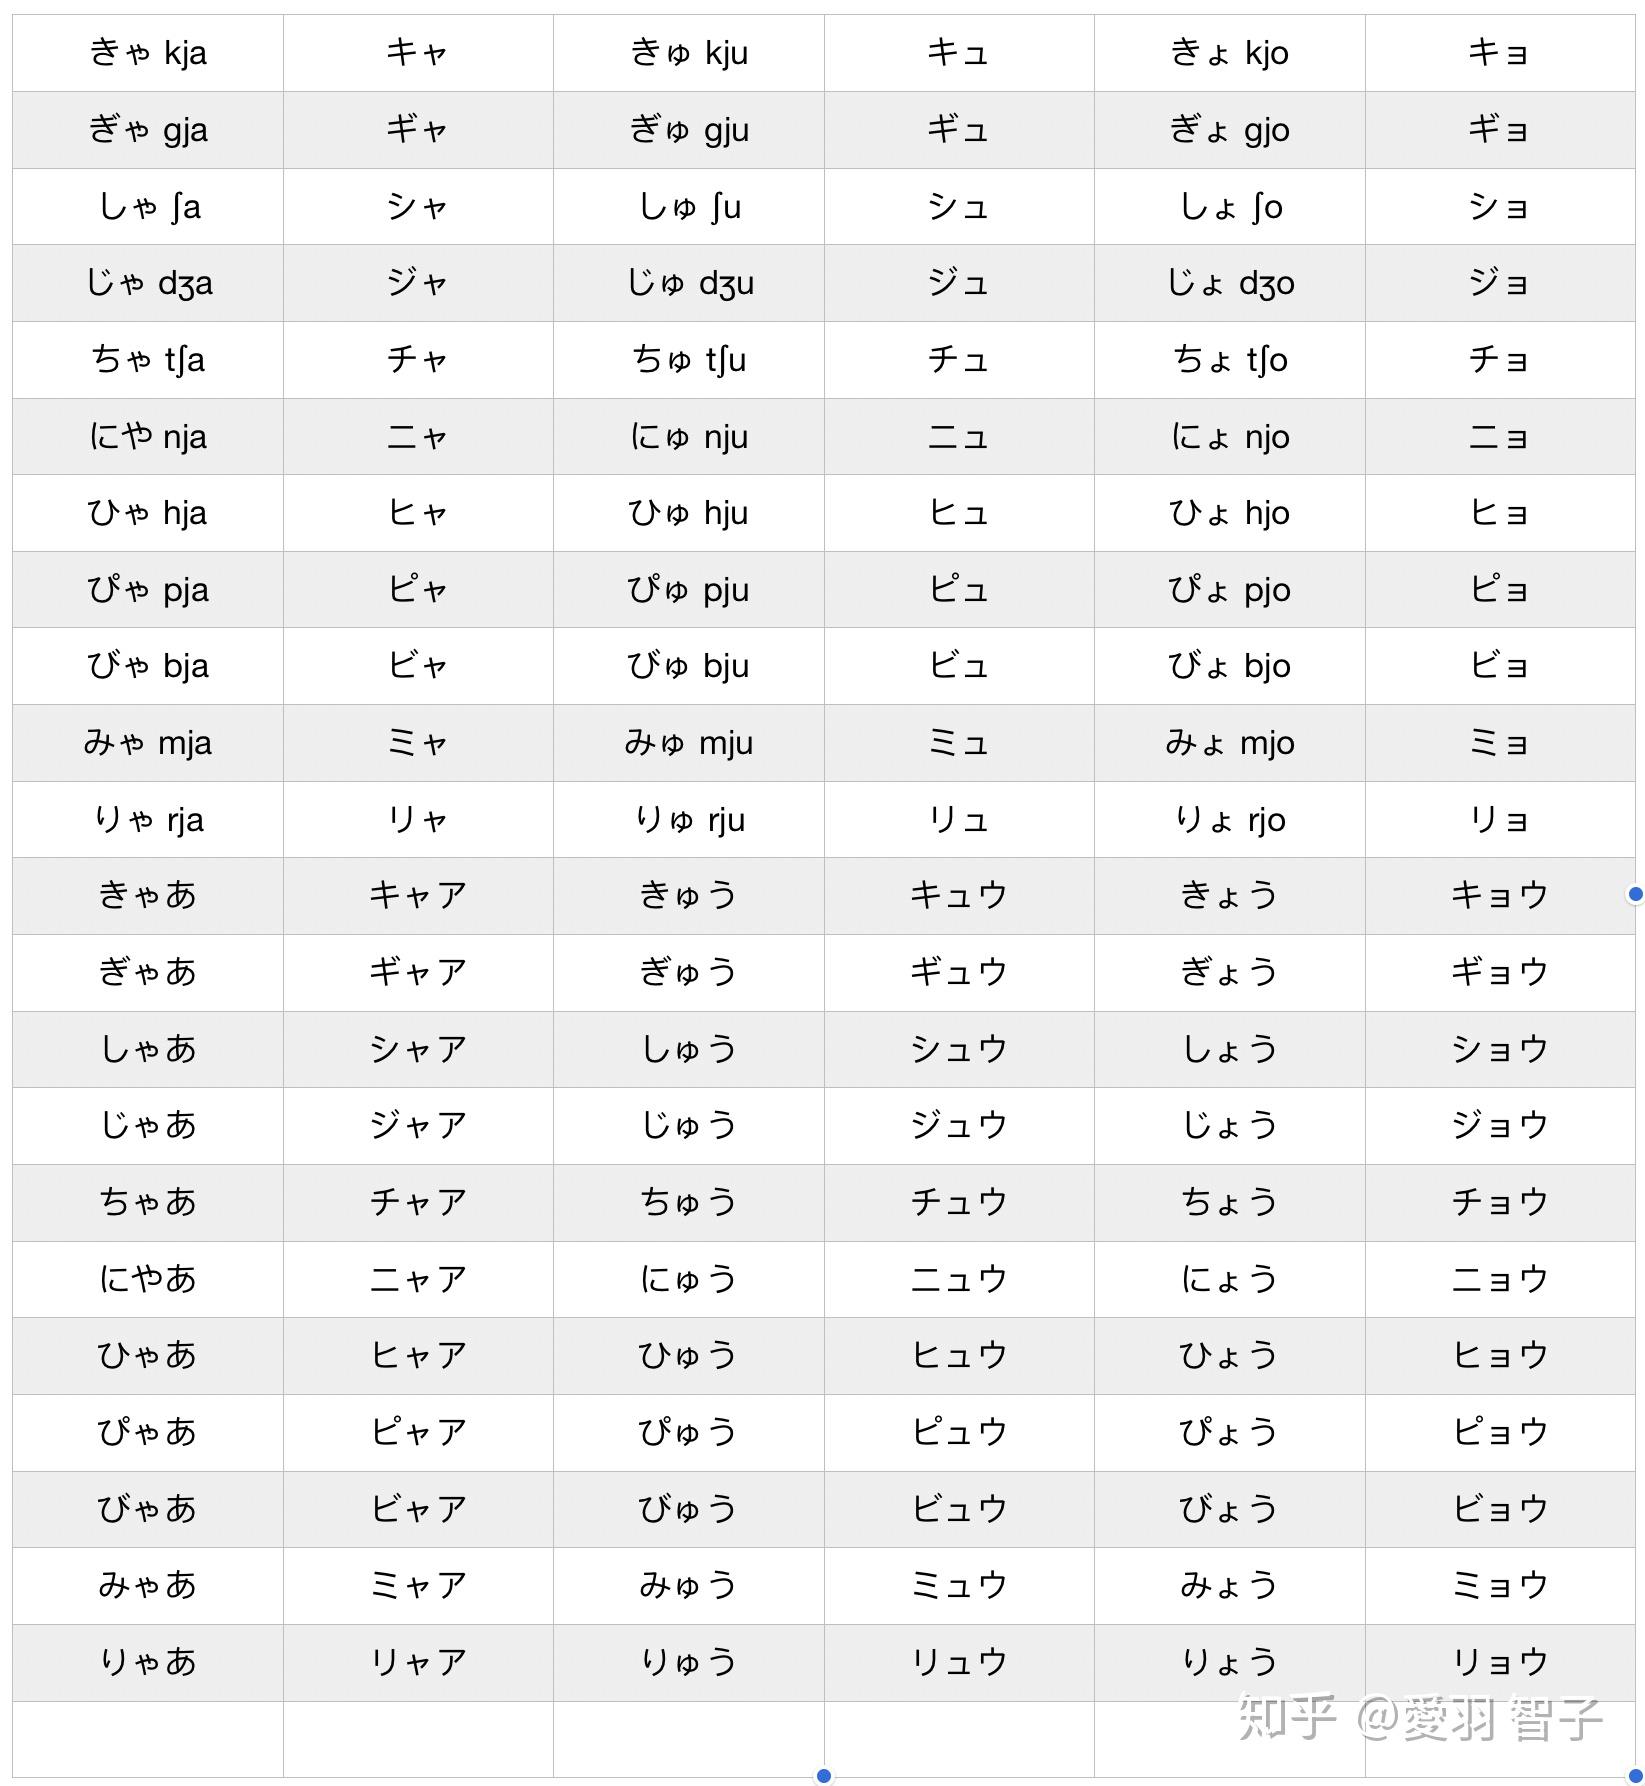 きゃ kja キャ きゅ kju キュ きょ kjo キョ
ぎゃ gja ギャ ぎゅ gju ギュ ぎょ gjo ギョ
しゃ ʃa シャ しゅ ʃu シュ しょ ʃo ショ
じゃ dʒa ジャ じゅ dʒu ジュ じょ dʒo ジョ
ちゃ tʃa チャ ちゅ tʃu チュ ちょ tʃo チョ
にや nja ニャ にゅ nju ニュ にょ njo ニョ
ひゃ hja ヒャ ひゅ hju ヒュ ひょ hjo ヒョ
ぴゃ pja ピャ ぴゅ pju ピュ ぴょ pjo ピョ
びゃ bja ビャ びゅ bju ビュ びょ bjo ビョ
みゃ mja ミャ みゅ mju ミュ みょ mjo ミョ
りゃ rja リャ りゅ rju リュ りょ rjo リョ
きゃあ キャア きゅう キュウ きょう キョウ
ぎゃあ ギャア ぎゅう ギュウ ぎょう ギョウ
しゃあ シャア しゅう シュウ しょう ショウ
じゃあ ジャア じゅう ジュウ じょう ジョウ
ちゃあ チャア ちゅう チュウ ちょう チョウ
にやあ ニャア にゅう ニュウ にょう ニョウ
ひゃあ ヒャア ひゅう ヒュウ ひょう ヒョウ
ぴゃあ ピャア ぴゅう ピュウ ぴょう ピョウ
びゃあ ビャア びゅう ビュウ びょう ビョウ
みゃあ ミャア みゅう ミュウ みょう ミョウ
りゃあ リャア りゅう リュウ りょう リョウ
知乎 @愛羽 智子